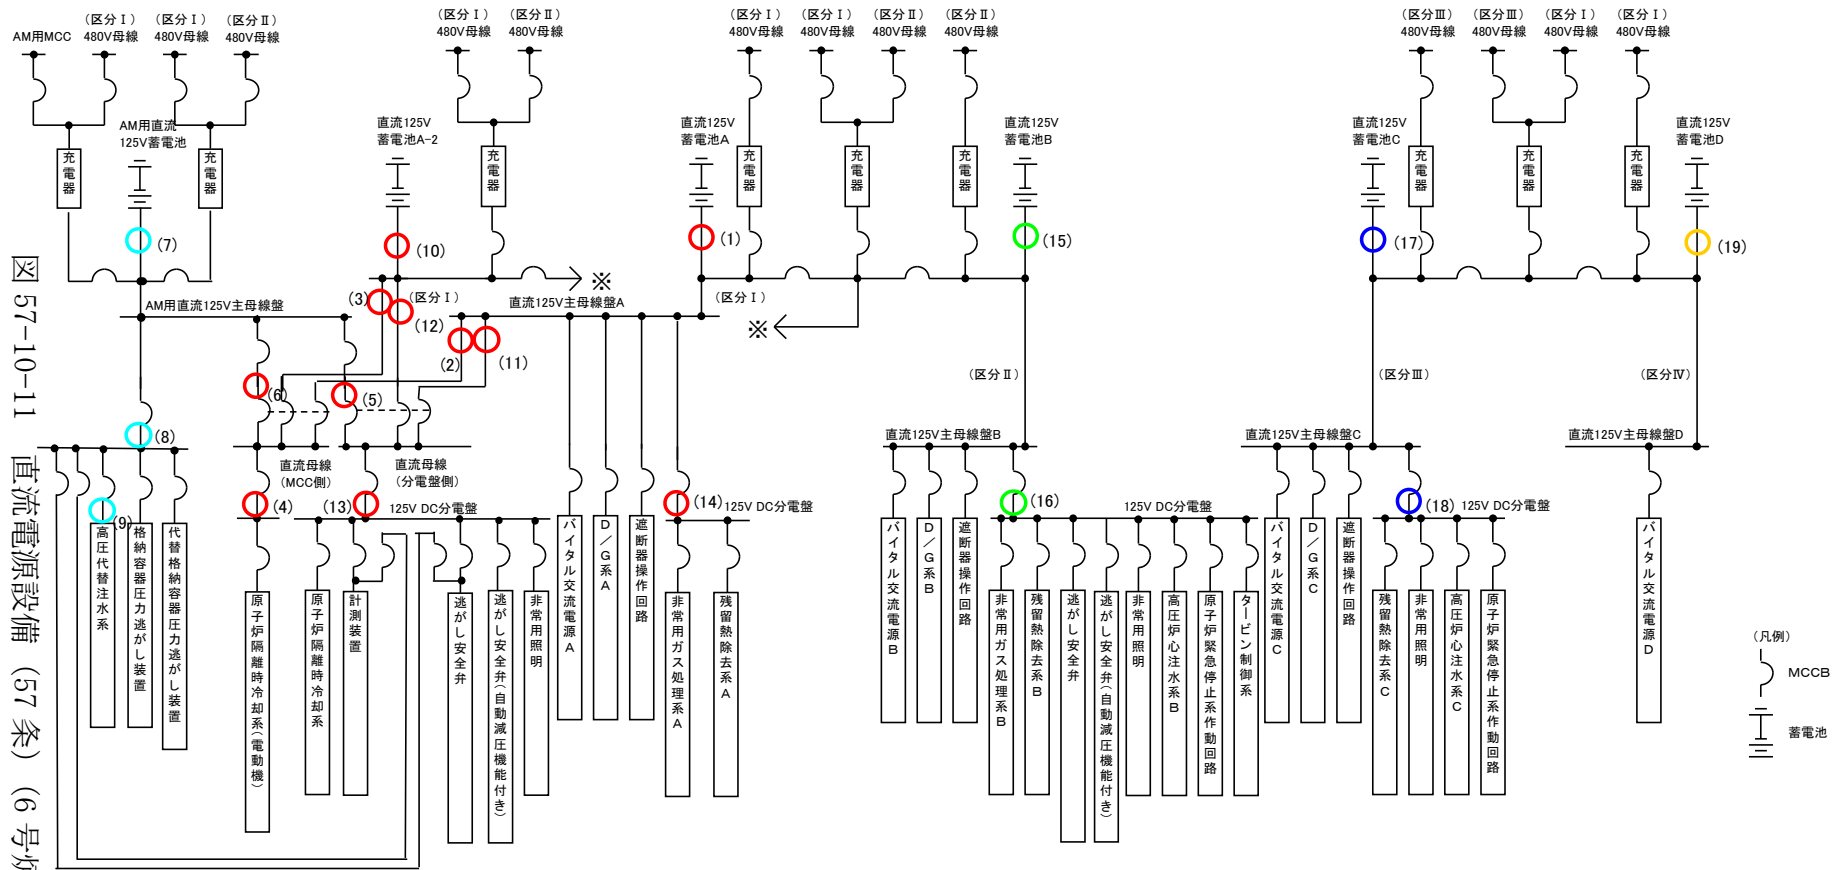 （区分Ⅰ） （区分Ⅰ） （区分Ⅱ） （区分Ⅰ） （区分Ⅱ） （区分Ⅰ） （区分Ⅰ） （区分Ⅱ） （区分Ⅱ） （区分Ⅲ） （区分Ⅲ） （区分Ⅰ） （区分Ⅰ）
AM用MCC 480V母線 480V母線 480V母線 480V母線 480V母線 480V母線 480V母線 480V母線 480V母線 480V母線 480V母線 480V母線 480V母線
AM用直流
125V蓄電池
直流125V
蓄電池A-2
直流125V
蓄電池A
直流125V
蓄電池B
直流125V
蓄電池C
直流125V
蓄電池D
充電器
充電器
充電器
充電器
充電器
充電器
充電器
充電器
充電器
(7)
(10)
(1)
(15)
(17)
(19)
※
(3)
（区分Ⅰ）
(12)
直流125V主母線盤A
（区分Ⅰ）
AM用直流125V主母線盤
※
(2)
(11)
(6)
(5)
（区分Ⅱ）
（区分Ⅲ）
（区分Ⅳ）
(8)
直流125V主母線盤B
直流125V主母線盤C
直流125V主母線盤D
直流母線
（MCC側）
直流母線
（分電盤側）
(9)
(4)
(13)
125V DC分電盤
(14)
125V DC分電盤
(16)
125V DC分電盤
(18)
125V DC分電盤
高圧代替注水系
格納容器圧力逃がし装置
代替格納容器圧力逃がし装置
原子炉隔離時冷却系（電動機）
原子炉隔離時冷却系
計測装置
逃がし安全弁
逃がし安全弁（自動減圧機能付き）
非常用照明
バイタル交流電源A
D／G系A
遮断器操作回路
非常用ガス処理系A
残留熱除去系A
バイタル交流電源B
D／G系B
遮断器操作回路
非常用ガス処理系B
残留熱除去系B
逃がし安全弁
逃がし安全弁（自動減圧機能付き）
非常用照明
高圧炉心注水系B
原子炉緊急停止系作動回路
タービン制御系
バイタル交流電源C
D／G系C
遮断器操作回路
残留熱除去系C
非常用照明
高圧炉心注水系C
原子炉緊急停止系作動回路
バイタル交流電源D
（凡例）
MCCB
蓄電池
図 57-10-11 直流電源設備（57 条）（6 号炉